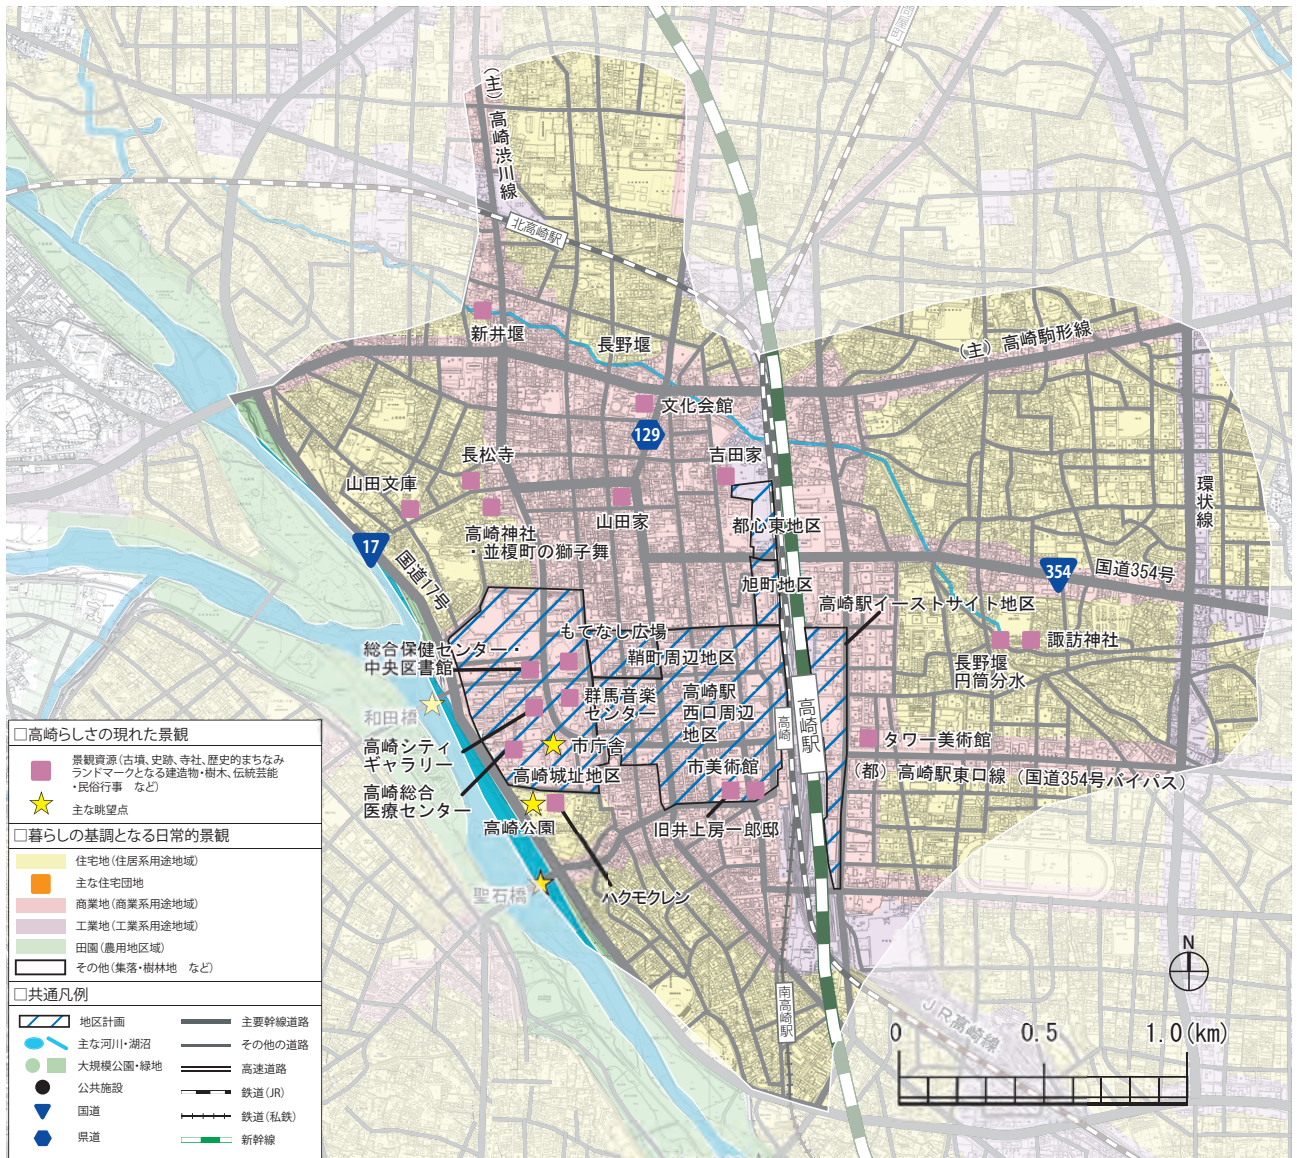 (主)高崎渋川線
問屋町
北高崎駅
新井堰
長野堰
(主)高崎駒形線
文化会館
129
長松寺
吉田家
山田文庫
環状線
山田家
高崎神社
・並榎町の獅子舞
都心東地区
17
国道17号
旭町地区
354
国道354号
高崎駅イーストサイト地区
もてなし広場
総合保健センター・
中央図書館
鞘町周辺地区
諏訪神社
長野堰
円筒分水
群馬音楽
センター
高崎駅
西口周辺
地区
高崎
高崎駅
和田橋
高崎シティ
ギャラリー
市庁舎
タワー美術館
高崎城址地区
市美術館
(都)高崎駅東口線(国道354号バイパス)
高崎総合
医療センター
高崎公園
旧井上房一郎邸
聖石橋
ハクモクレン
南高崎駅
JR高崎線
N
0 0.5 1.0(km)
□高崎らしさの現れた景観
景観資源(古墳、史跡、寺社、歴史的まちなみ
ランドマークとなる建造物・樹木、伝統芸能
・民俗行事 など)
主な眺望点
□暮らしの基調となる日常的景観
住宅地(住居系用途地域)
主な住宅団地
商業地(商業系用途地域)
工業地(工業系用途地域)
田園(農用地区域)
その他(集落・樹林地 など)
□共通凡例
地区計画
主な河川・湖沼
大規模公園・緑地
公共施設
国道
県道
主要幹線道路
その他の道路
高速道路
鉄道(JR)
鉄道(私鉄)
新幹線